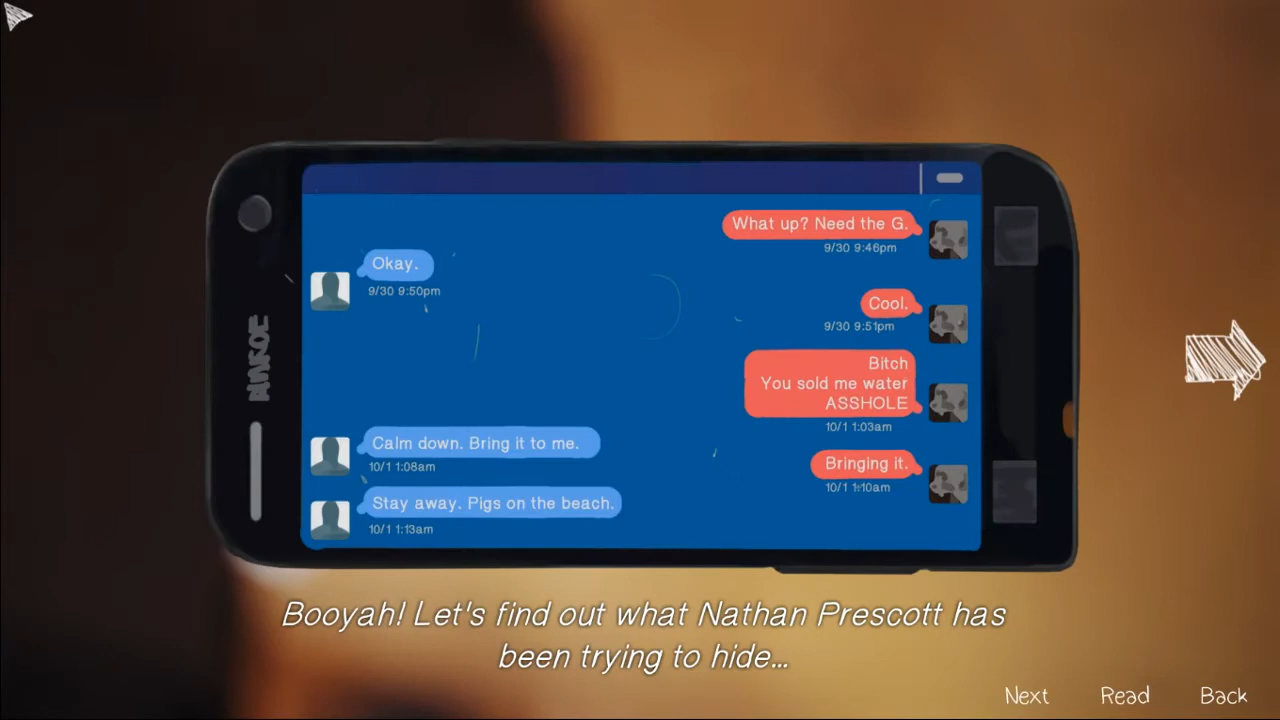 What up? Need the G.
9/30 9:46pm
Okay.
9/30 9:50pm
Cool.
9/30 9:51pm
Bitch
You sold me water
ASSHOLE
10/1 1:03am
Calm down. Bring it to me.
10/1 1:08am
Bringing it.
10/1 1:10am
Stay away. Pigs on the beach.
10/1 1:13am
Booyah! Let's find out what Nathan Prescott has
been trying to hide...
Next Read Back